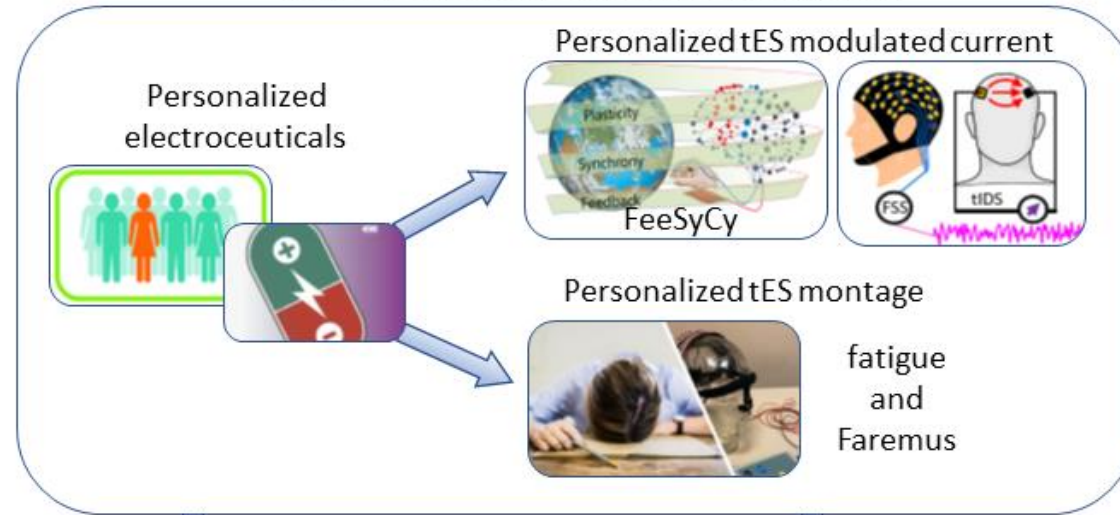 Personalized
electroceuticals
Personalized tES modulated current
Plasticity
Synchrony
Feedback
FeeSyCy
FSS
tIDS
Personalized tES montage
fatigue
and
Faremus